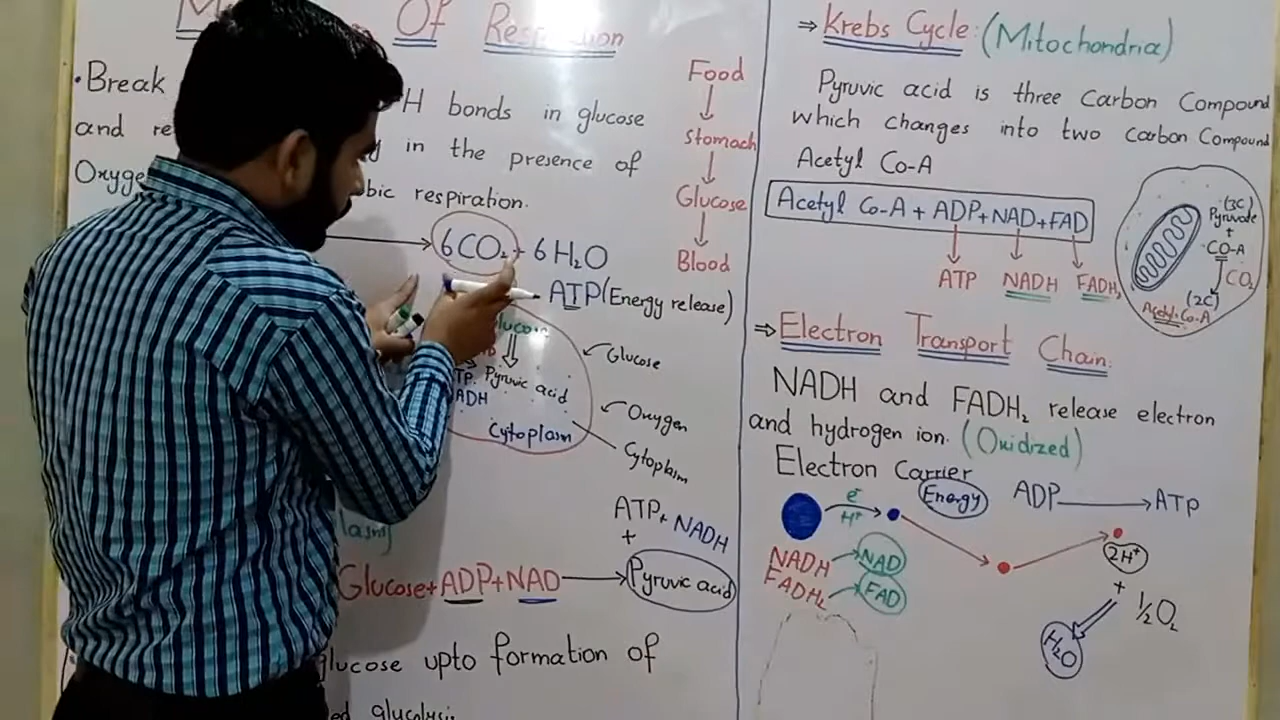 Of Respiration
• Break H bonds in glucose
and in the presence of
respiration.
6CO₂ + 6H₂O
ATP (Energy release)
Food
↓
Stomach
↓
Glucose
↓
Blood
Pyruvic acid
Cytoplasm
Glucose
Oxygen
Cytoplasm
ATP + NADH
+
Glucose + ADP + NAD → Pyruvic acid
glucose upto formation of
glycolysis
⇒ Krebs Cycle: (Mitochondria)
Pyruvic acid is three Carbon Compound
which changes into two Carbon Compound
Acetyl Co-A
Acetyl Co-A + ADP + NAD + FAD
ATP NADH FADH₂
(3C)
Pyruvate
+
CO-A
CO₂
(2C)
Acetyl Co-A
⇒ Electron Transport Chain:
NADH and FADH₂ release electron
and hydrogen ion. (Oxidized)
Electron Carrier
e⁻
H⁺
Energy
ADP → ATP
NADH → NAD
FADH₂ → FAD
2H⁺
+
½O₂
H₂O